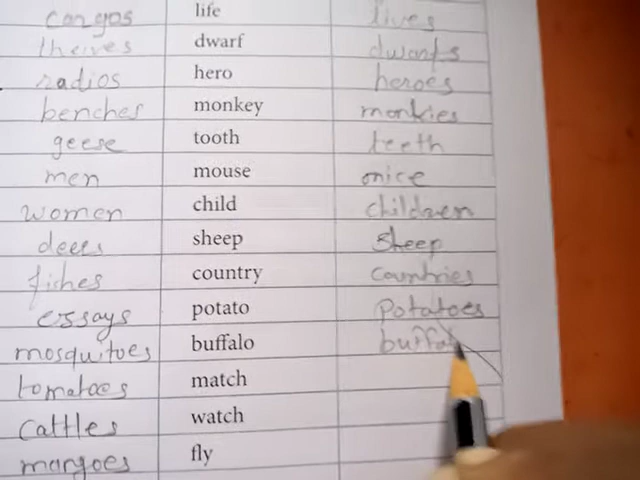 cargos life lives
theives dwarf dwarfs
radios hero heroes
benches monkey monkies
geese tooth teeth
men mouse mice
women child children
deers sheep Sheep
fishes country Countries
essays potato Potatoes
mosquitoes buffalo
tomatoes match
Cattles watch
mangoes fly